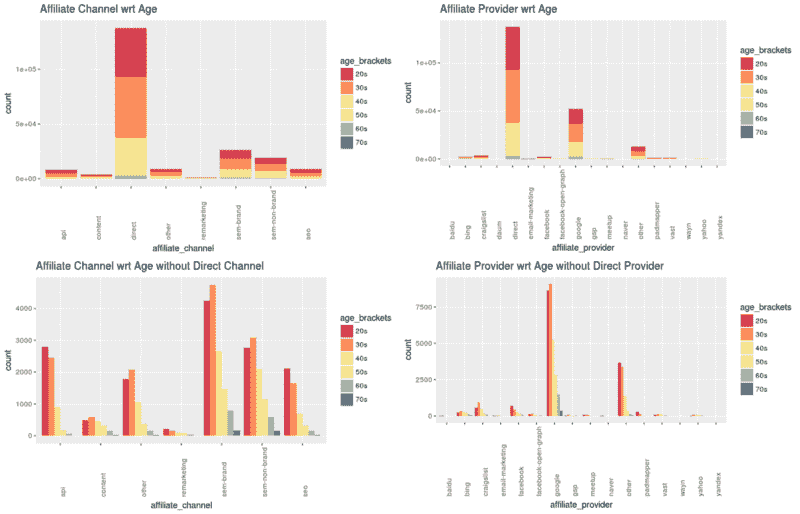 Affiliate Channel wrt Age
count
1e+05
5e+04
0e+00
api
content
direct
other
remarketing
sem-brand
sem-non-brand
seo
affiliate_channel
age_brackets
20s
30s
40s
50s
60s
70s
Affiliate Provider wrt Age
count
1e+05
5e+04
0e+00
baidu
bing
craigslist
daum
direct
email-marketing
facebook
facebook-open-graph
google
gsp
meetup
naver
other
padmapper
vast
wayn
yahoo
yandex
affiliate_provider
age_brackets
20s
30s
40s
50s
60s
70s
Affiliate Channel wrt Age without Direct Channel
count
4000
3000
2000
1000
0
api
content
other
remarketing
sem-brand
sem-non-brand
seo
affiliate_channel
age_brackets
20s
30s
40s
50s
60s
70s
Affiliate Provider wrt Age without Direct Provider
count
7500
5000
2500
0
baidu
bing
craigslist
email-marketing
facebook
facebook-open-graph
google
gsp
meetup
naver
other
padmapper
vast
wayn
yahoo
yandex
affiliate_provider
age_brackets
20s
30s
40s
50s
60s
70s